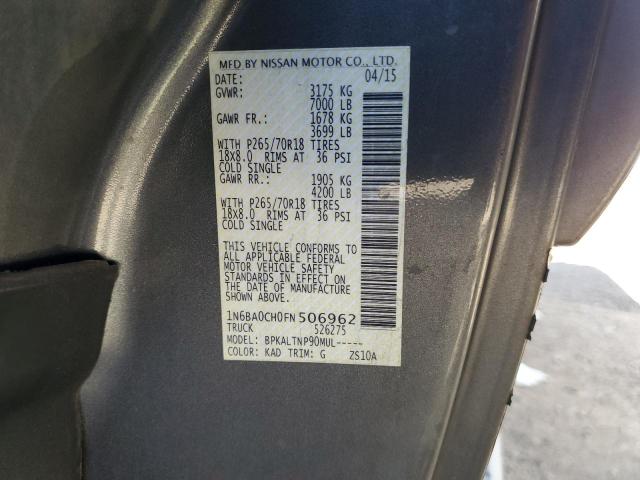 MFD BY NISSAN MOTOR CO., LTD.
DATE: 04/15
GVWR: 3175 KG
7000 LB
GAWR FR.: 1678 KG
3699 LB
WITH P265/70R18 TIRES
18X8.0 RIMS AT 36 PSI
COLD SINGLE
GAWR RR.: 1905 KG
4200 LB
WITH P265/70R18 TIRES
18X8.0 RIMS AT 36 PSI
COLD SINGLE
THIS VEHICLE CONFORMS TO
ALL APPLICABLE FEDERAL
MOTOR VEHICLE SAFETY
STANDARDS IN EFFECT ON
THE DATE OF MANUFACTURE
SHOWN ABOVE.
1N6BA0CH0FN506962
TRUCK 526275
MODEL: BPKALTNP90MUL-----
COLOR: KAD TRIM: G ZS10A